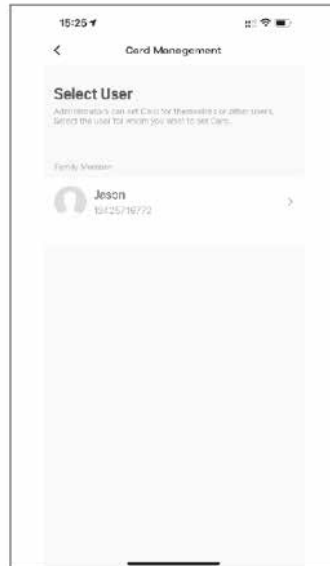 15:25
Card Management
Select User
Administrators can set Card for themselves or other users.
Select the user for whom you want to set Card.
Family Member
Jason